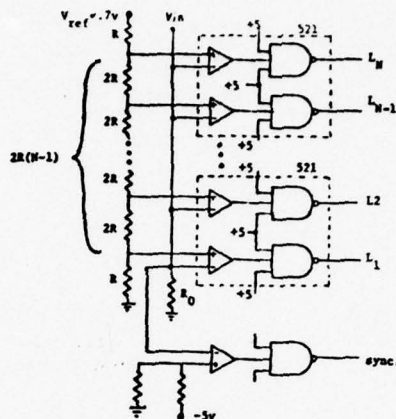 Vref=.7v Vin
R
521
+5
LN
2R
+5
2R
LN-1
+5
2R(N-1)
521
2R
+5
L2
2R
+5
L1
R
R0
+5
sync.
-5v